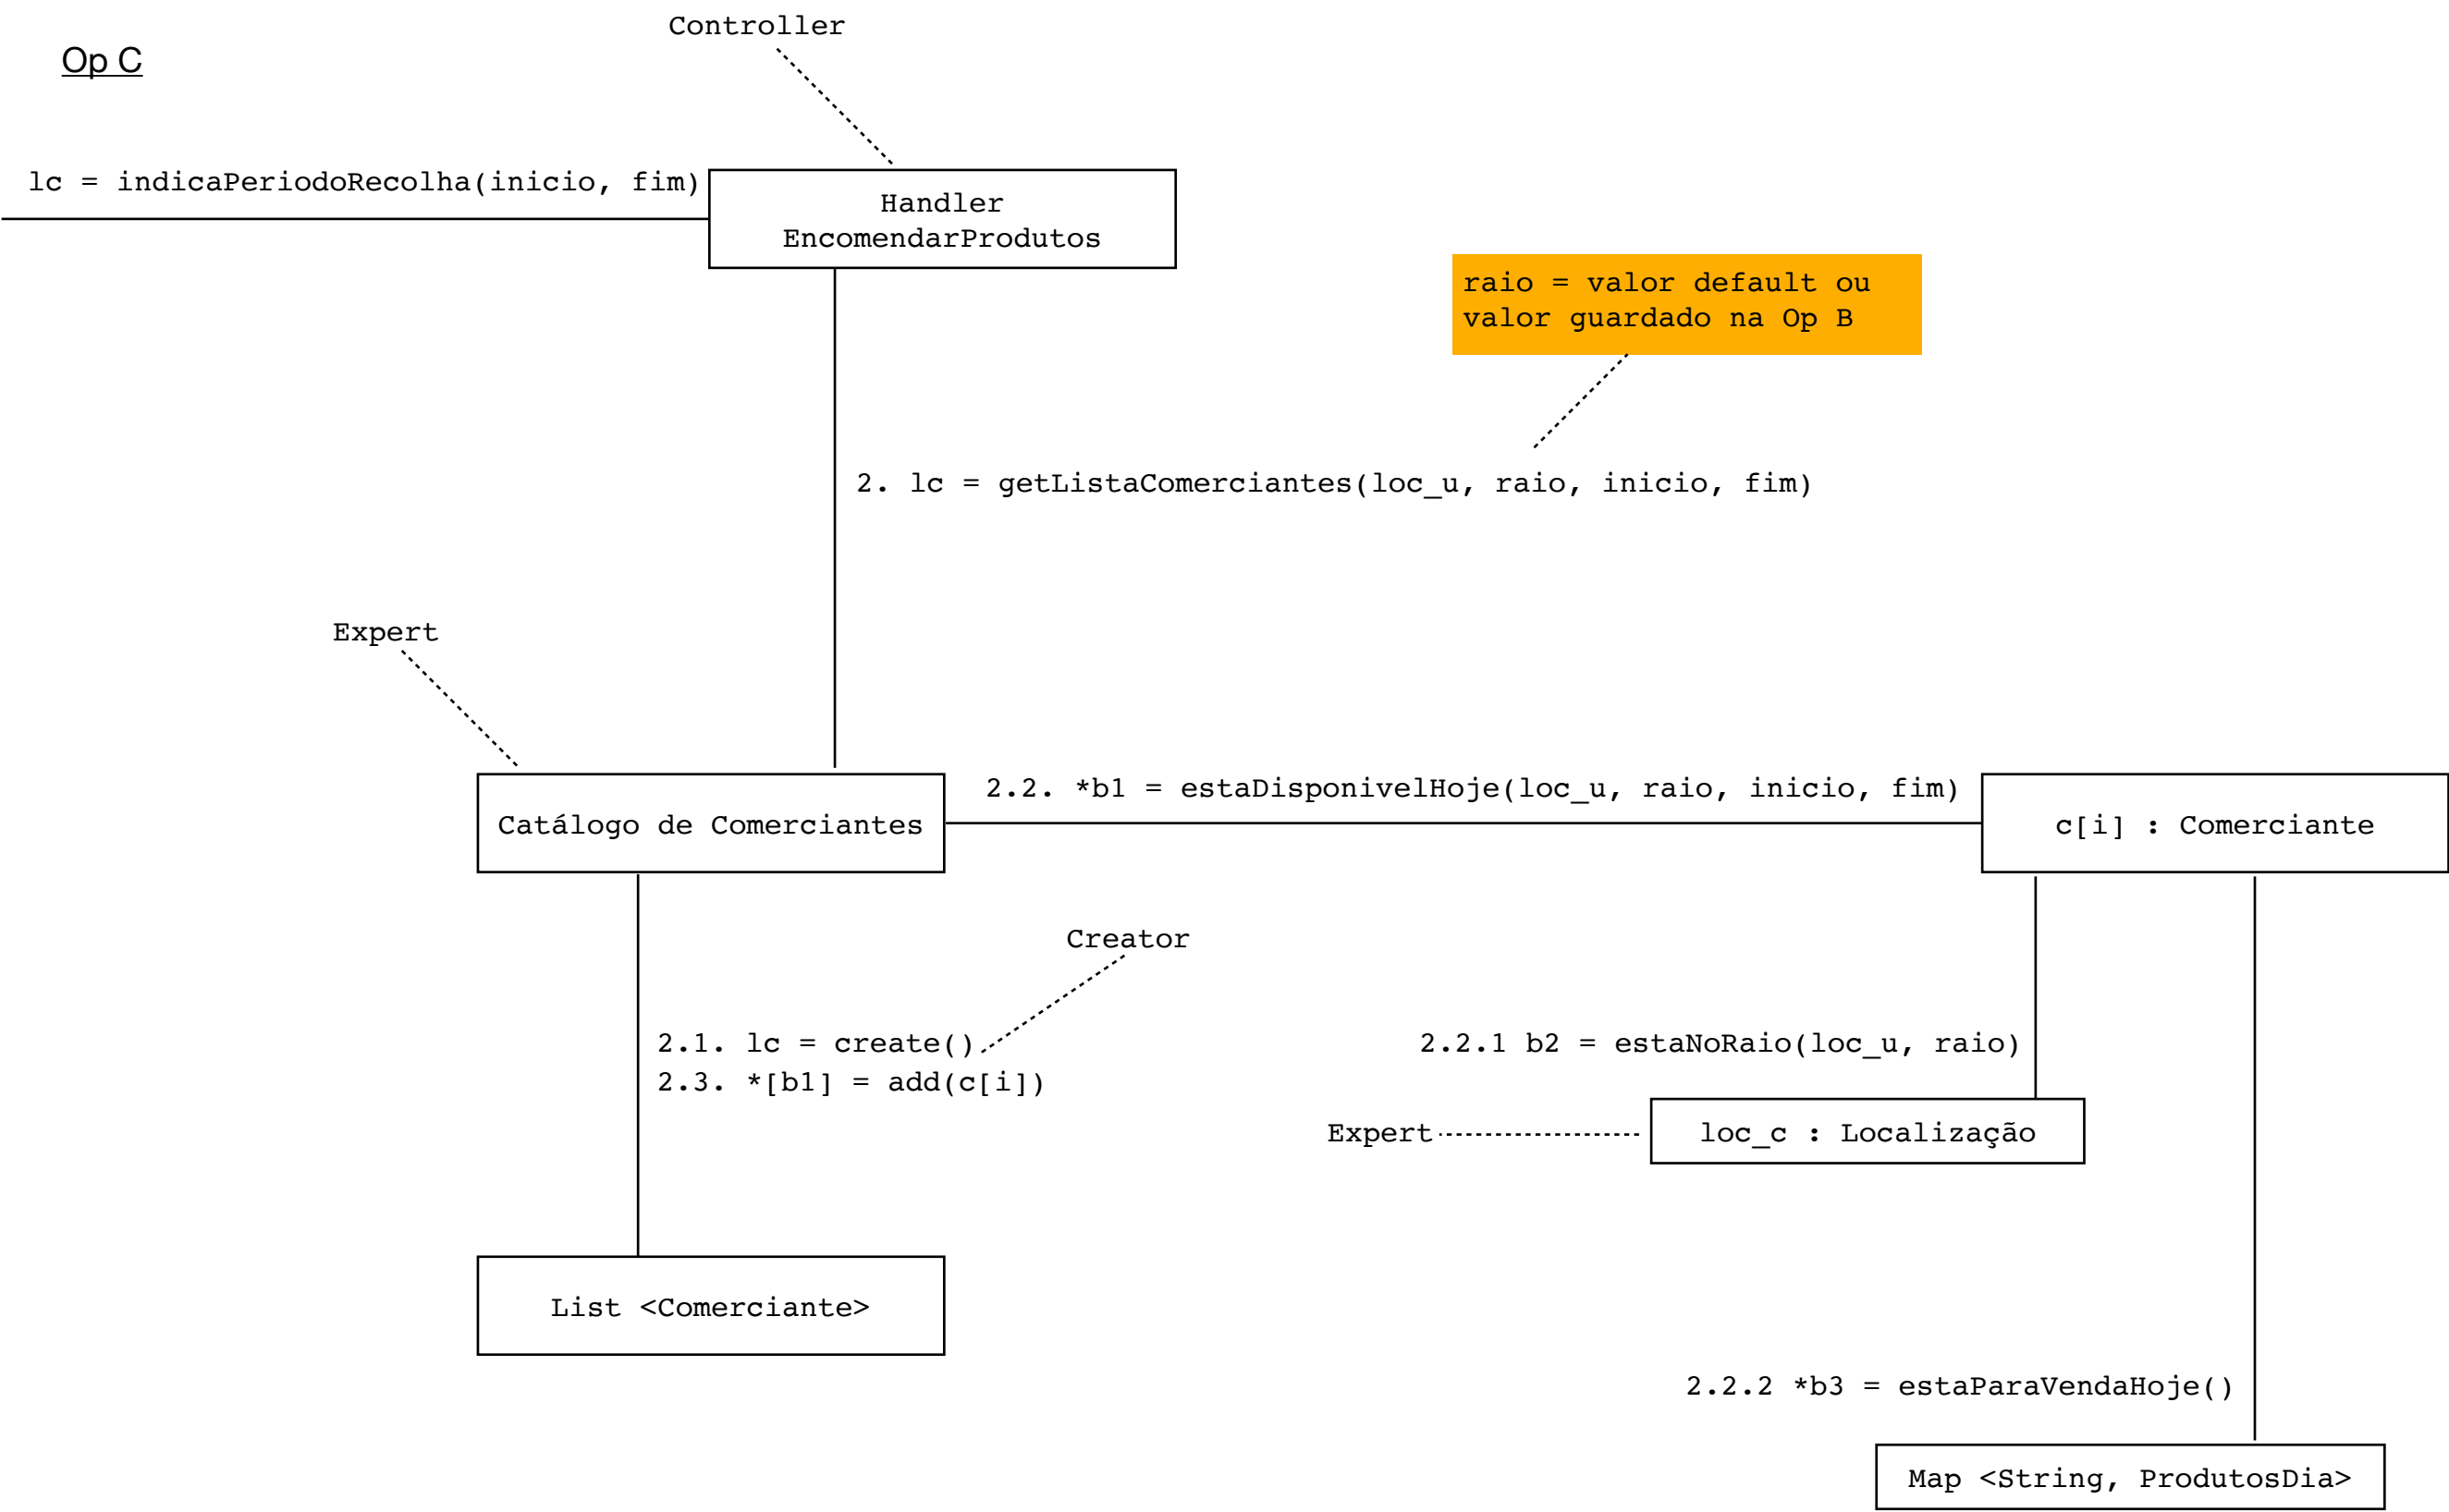 Controller
Op C
lc = indicaPeriodoRecolha(inicio, fim)
Handler
EncomendarProdutos
raio = valor default ou
valor guardado na Op B
2. lc = getListaComerciantes(loc_u, raio, inicio, fim)
Expert
2.2. *b1 = estaDisponivelHoje(loc_u, raio, inicio, fim)
Catálogo de Comerciantes
c[i] : Comerciante
Creator
2.1. lc = create()
2.3. *[b1] = add(c[i])
2.2.1 b2 = estaNoRaio(loc_u, raio)
Expert
loc_c : Localização
List <Comerciante>
2.2.2 *b3 = estaParaVendaHoje()
Map <String, ProdutosDia>